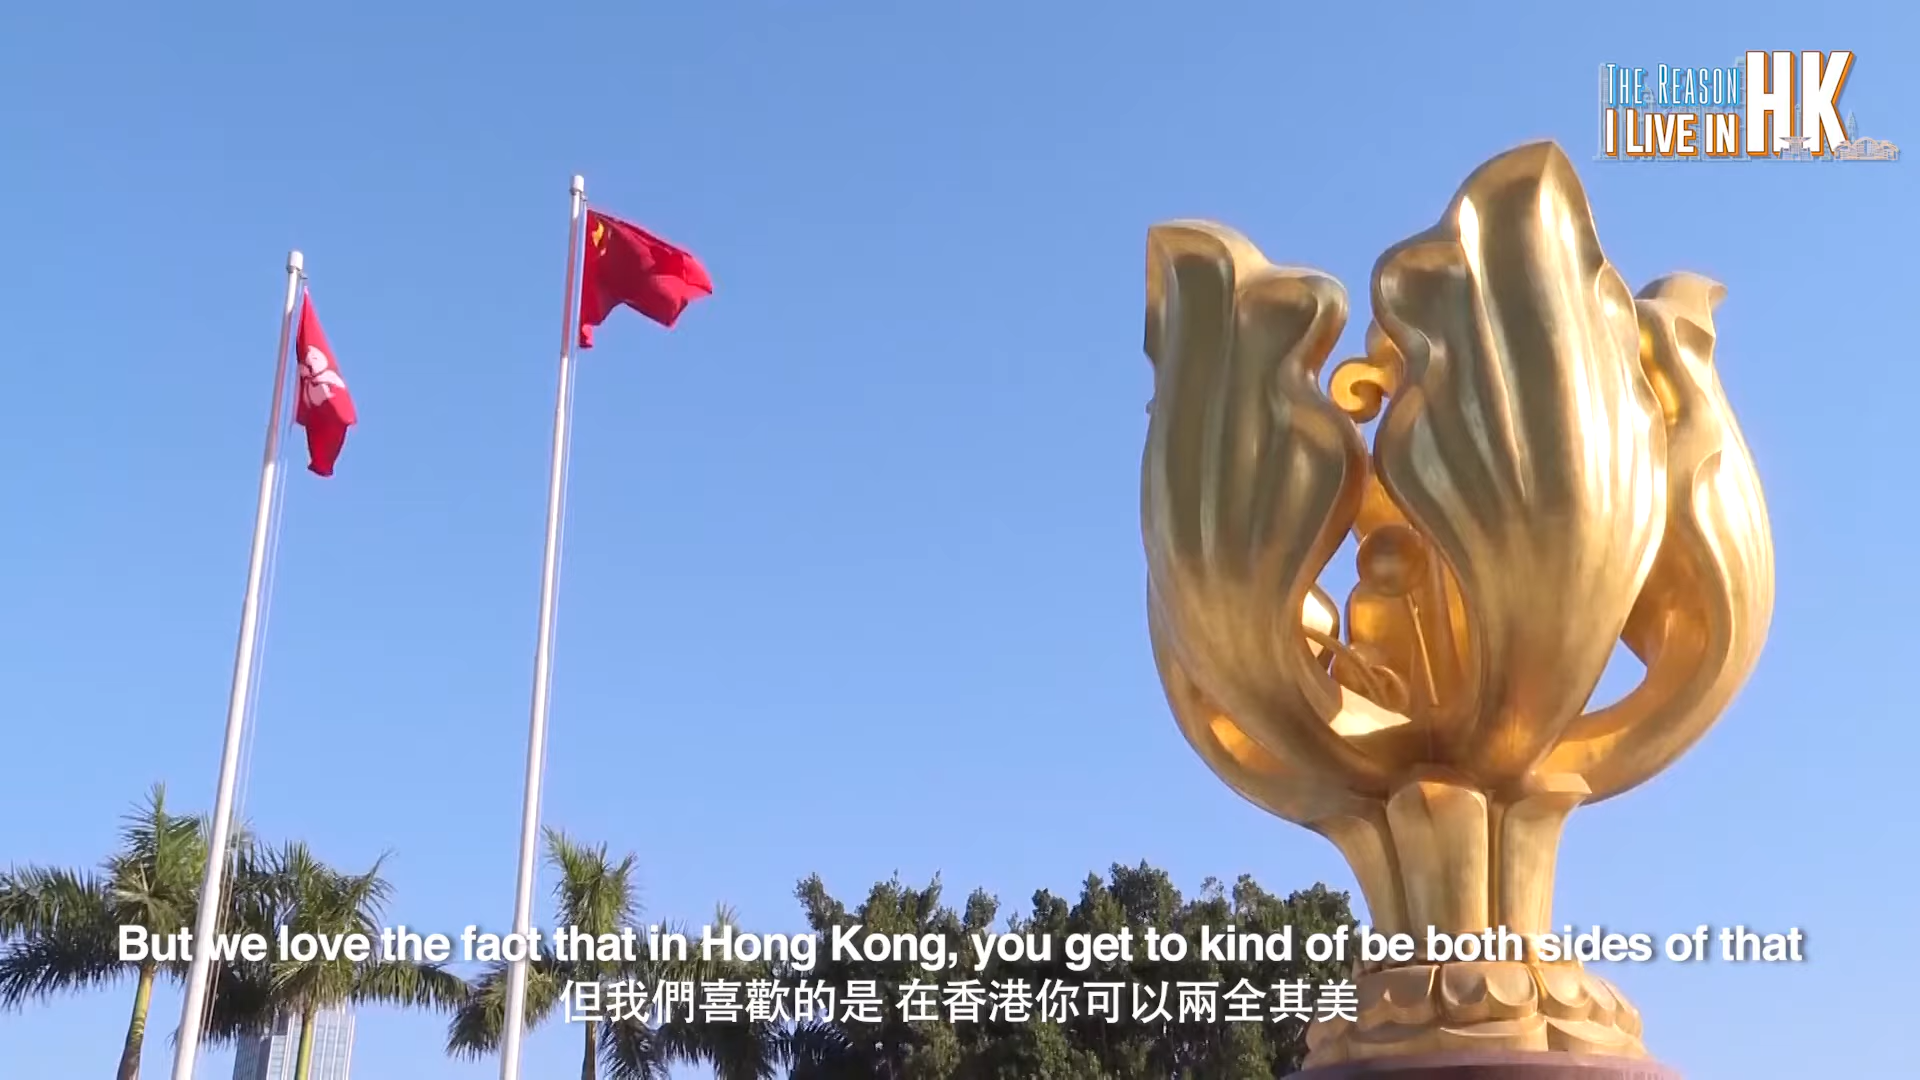 THE REASON
I LIVE IN HK
But we love the fact that in Hong Kong, you get to kind of be both sides of that
但我們喜歡的是 在香港你可以兩全其美